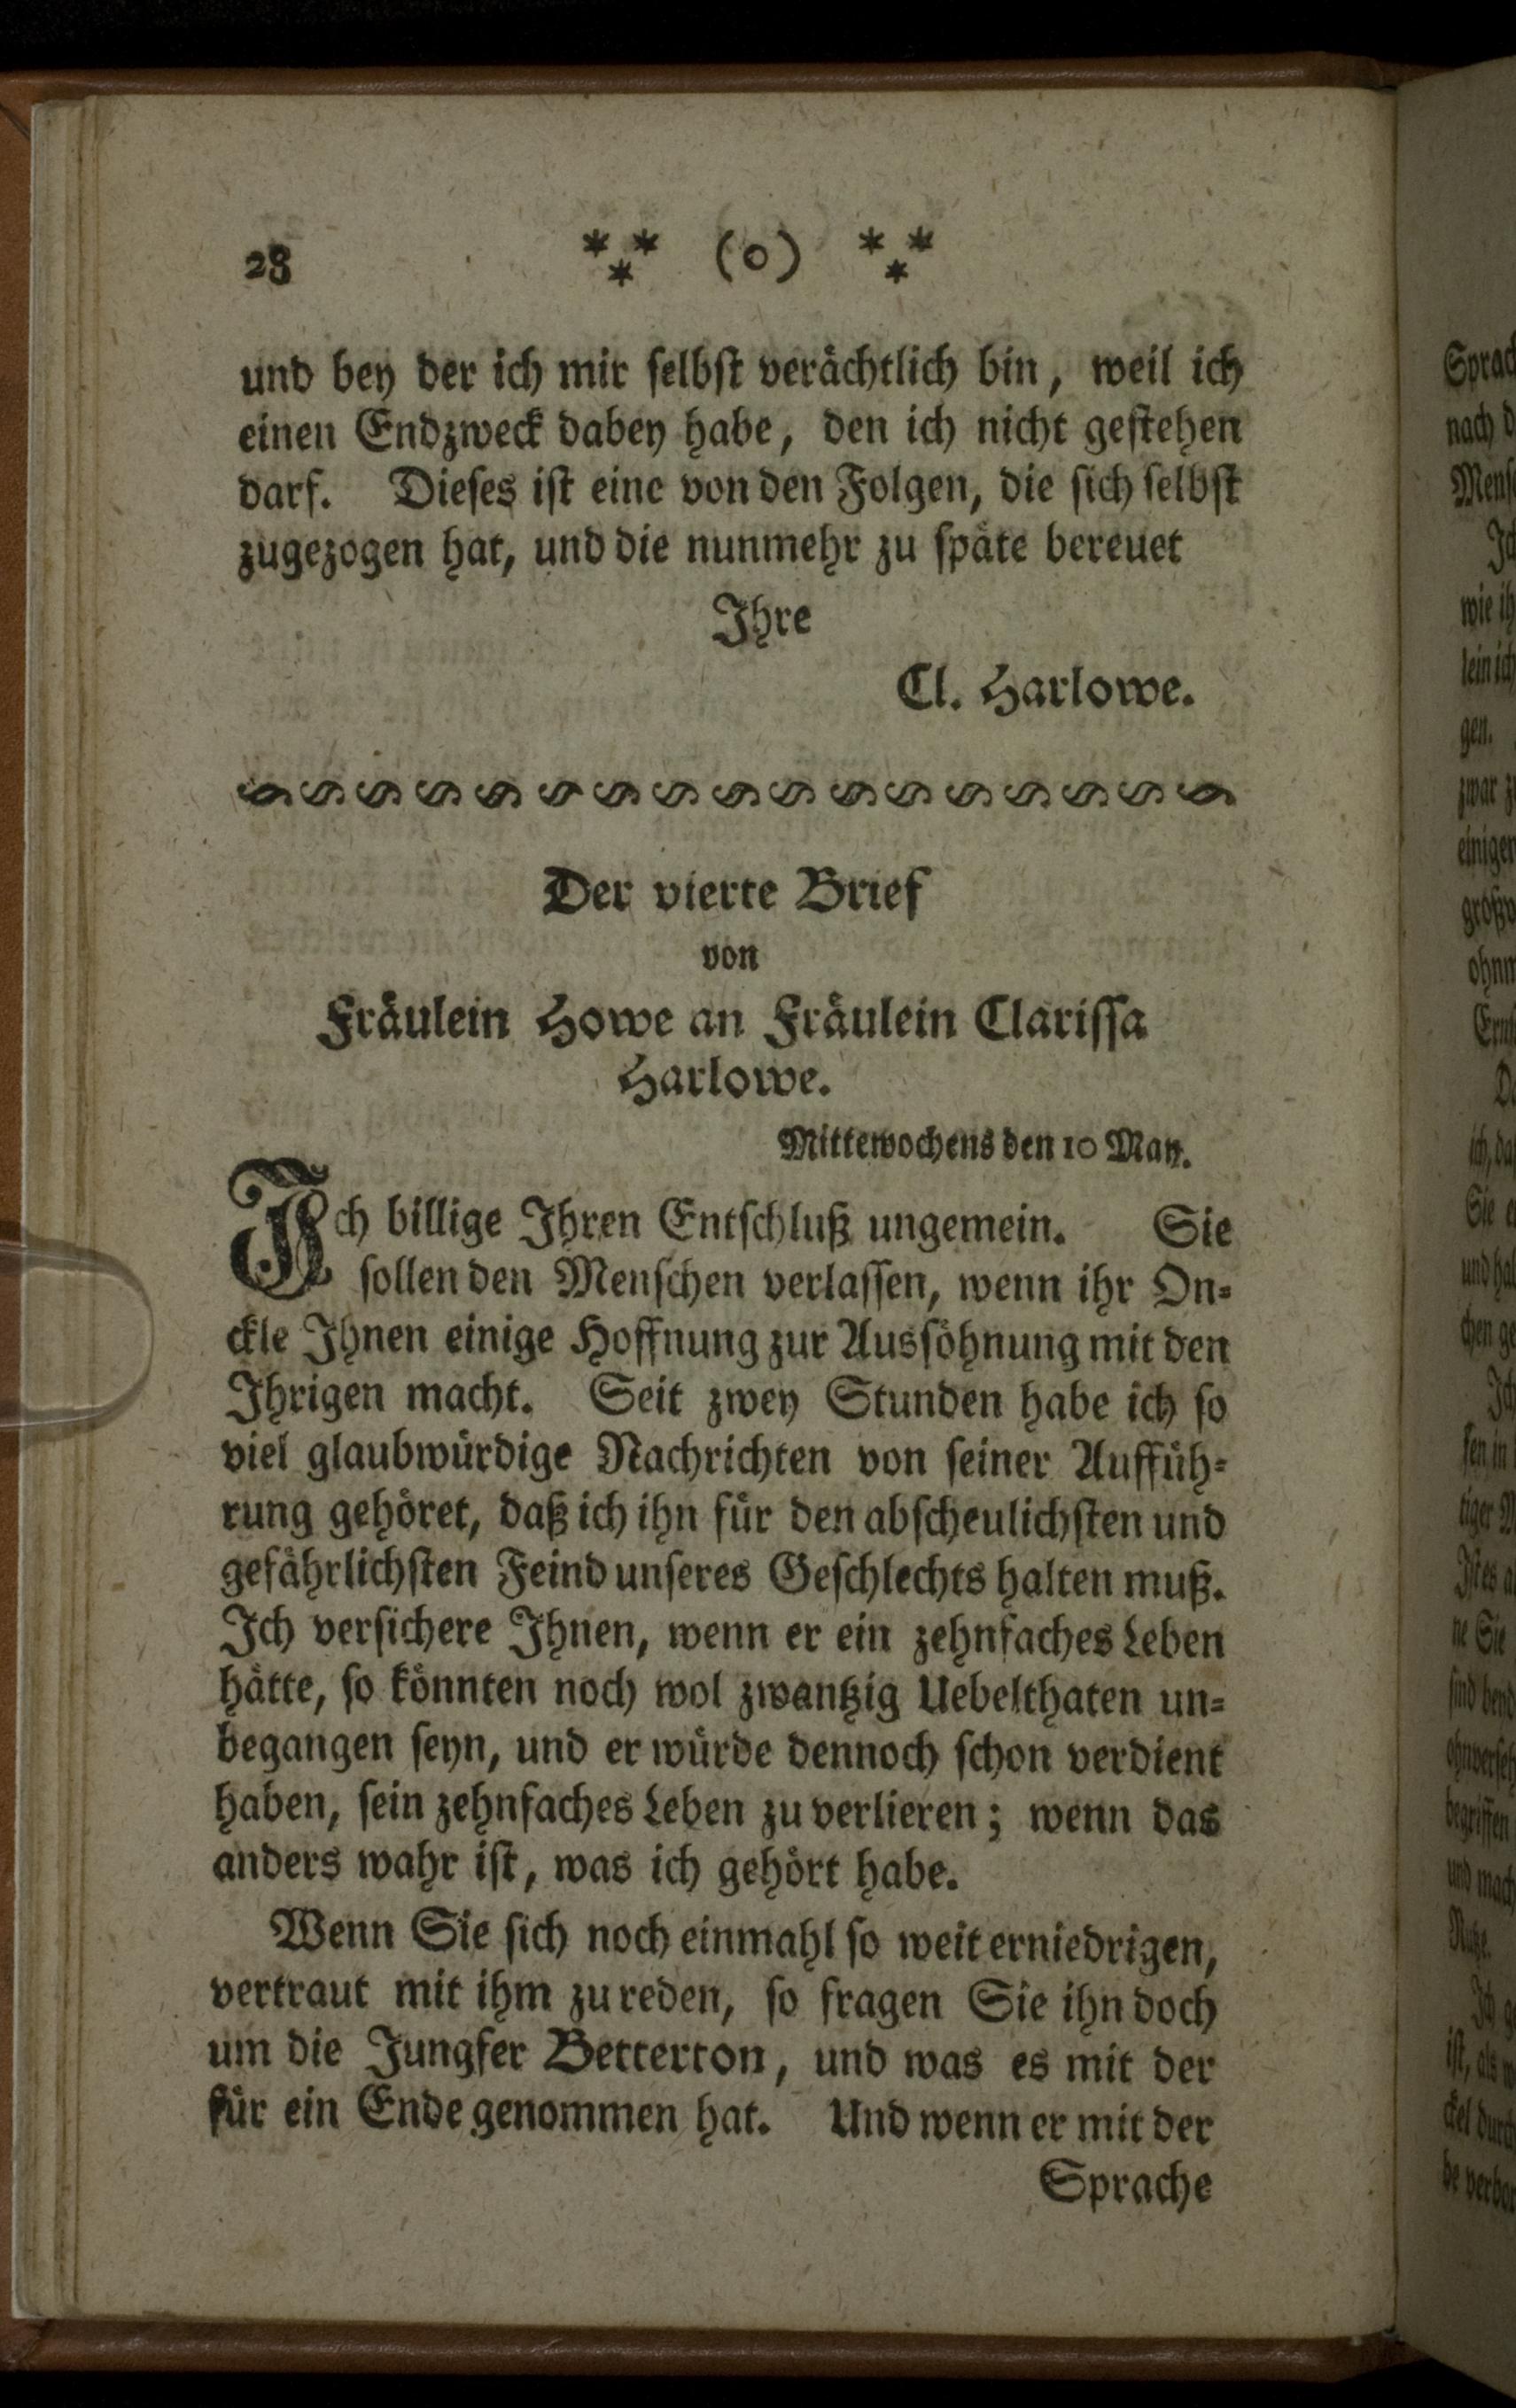 28 *** (o) ***
und bey der ich mir selbst verächtlich bin, weil ich
einen Endzweck dabey habe, den ich nicht gestehen
darf. Dieses ist eine von den Folgen, die sich selbst
zugezogen hat, und die nunmehr zu späte bereuet
Ihre
Cl. Harlowe.
Der vierte Brief
von
Fräulein Howe an Fräulein Clarissa
Harlowe.
Mittewochens den 10 May.
Ich billige Ihren Entschluß ungemein. Sie
sollen den Menschen verlassen, wenn ihr On-
ckle Ihnen einige Hoffnung zur Aussöhnung mit den
Ihrigen macht. Seit zwey Stunden habe ich so
viel glaubwürdige Nachrichten von seiner Auffüh-
rung gehöret, daß ich ihn für den abscheulichsten und
gefährlichsten Feind unseres Geschlechts halten muß.
Ich versichere Ihnen, wenn er ein zehnfaches Leben
hätte, so könnten noch wol zwantzig Uebelthaten un-
begangen seyn, und er würde dennoch schon verdient
haben, sein zehnfaches Leben zu verlieren; wenn das
anders wahr ist, was ich gehört habe.
Wenn Sie sich noch einmahl so weit erniedrigen,
vertraut mit ihm zu reden, so fragen Sie ihn doch
um die Jungfer Betterton, und was es mit der
für ein Ende genommen hat. Und wenn er mit der
Sprache